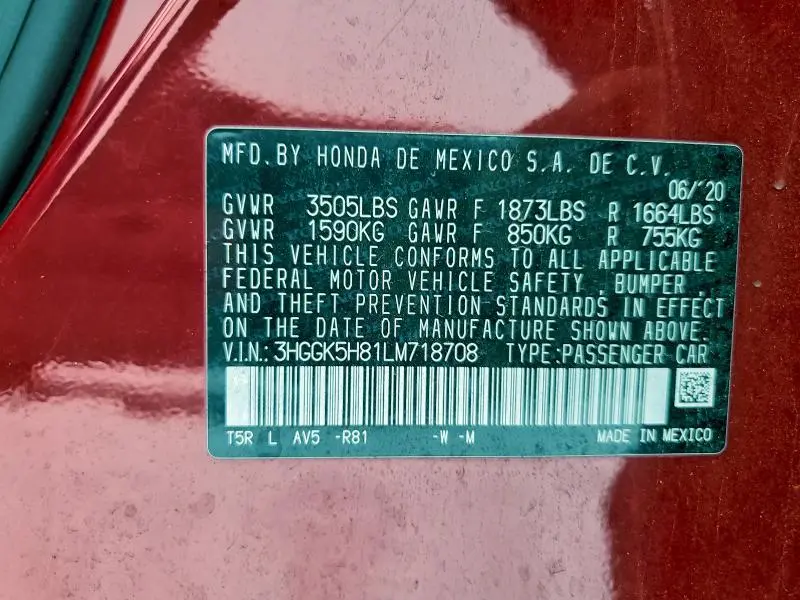 MFD. BY HONDA DE MEXICO S.A. DE C.V.
06/'20
GVWR 3505LBS GAWR F 1873LBS R 1664LBS
GVWR 1590KG GAWR F 850KG R 755KG
THIS VEHICLE CONFORMS TO ALL APPLICABLE
FEDERAL MOTOR VEHICLE SAFETY , BUMPER ,
AND THEFT PREVENTION STANDARDS IN EFFECT
ON THE DATE OF MANUFACTURE SHOWN ABOVE.
V.I.N.: 3HGGK5H81LM718708 TYPE:PASSENGER CAR
T5R L AV5 -R81 -W -M MADE IN MEXICO